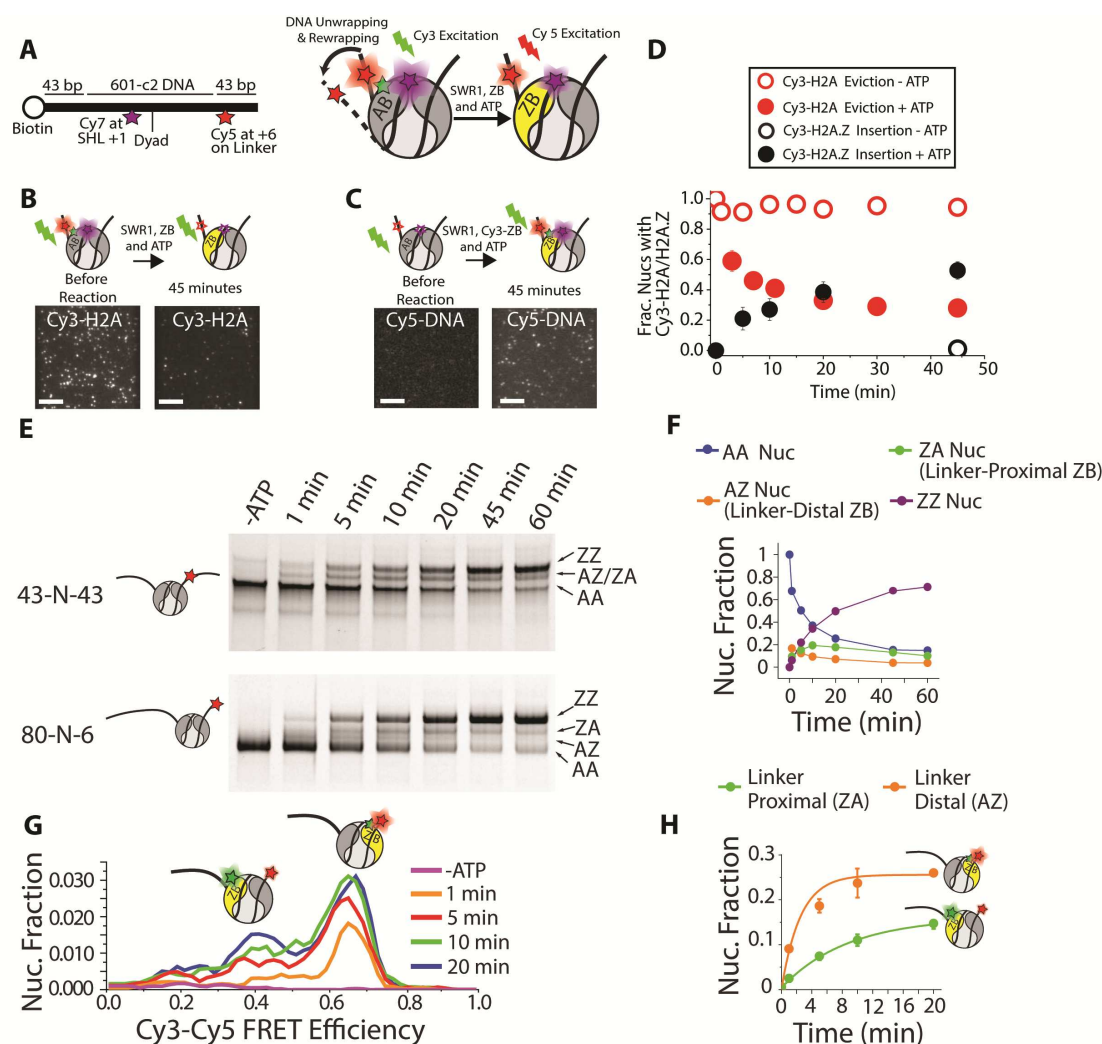 A
43 bp 601-c2 DNA 43 bp
Biotin
Cy7 at
SHL +1
Dyad
Cy5 at +6
on Linker
DNA Unwrapping
& Rewrapping
Cy3 Excitation
Cy 5 Excitation
AB
SWR1, ZB
and ATP
ZB
B
AB
SWR1, ZB
and ATP
ZB
Before
Reaction
45 minutes
Cy3-H2A
Cy3-H2A
C
AB
SWR1, Cy3-ZB
and ATP
ZB
Before
Reaction
45 minutes
Cy5-DNA
Cy5-DNA
D
Cy3-H2A Eviction - ATP
Cy3-H2A Eviction + ATP
Cy3-H2A.Z Insertion - ATP
Cy3-H2A.Z Insertion + ATP
Frac. Nucs with
Cy3-H2A/H2A.Z
1.0
0.8
0.6
0.4
0.2
0.0
0 10 20 30 40 50
Time (min)
E
-ATP 1 min 5 min 10 min 20 min 45 min 60 min
43-N-43
ZZ
AZ/ZA
AA
80-N-6
ZZ
ZA
AZ
AA
F
AA Nuc
ZA Nuc
(Linker-Proximal ZB)
AZ Nuc
(Linker-Distal ZB)
ZZ Nuc
Nuc. Fraction
1
0.8
0.6
0.4
0.2
0
0 20 40 60
Time (min)
G
ZB
ZB
-ATP
1 min
5 min
10 min
20 min
Nuc. Fraction
0.030
0.020
0.010
0.000
0.0 0.2 0.4 0.6 0.8 1.0
Cy3-Cy5 FRET Efficiency
Linker
Proximal (ZA)
Linker
Distal (AZ)
H
ZB
ZB
Nuc. Fraction
0.3
0.2
0.1
0
0 4 8 12 16 20
Time (min)